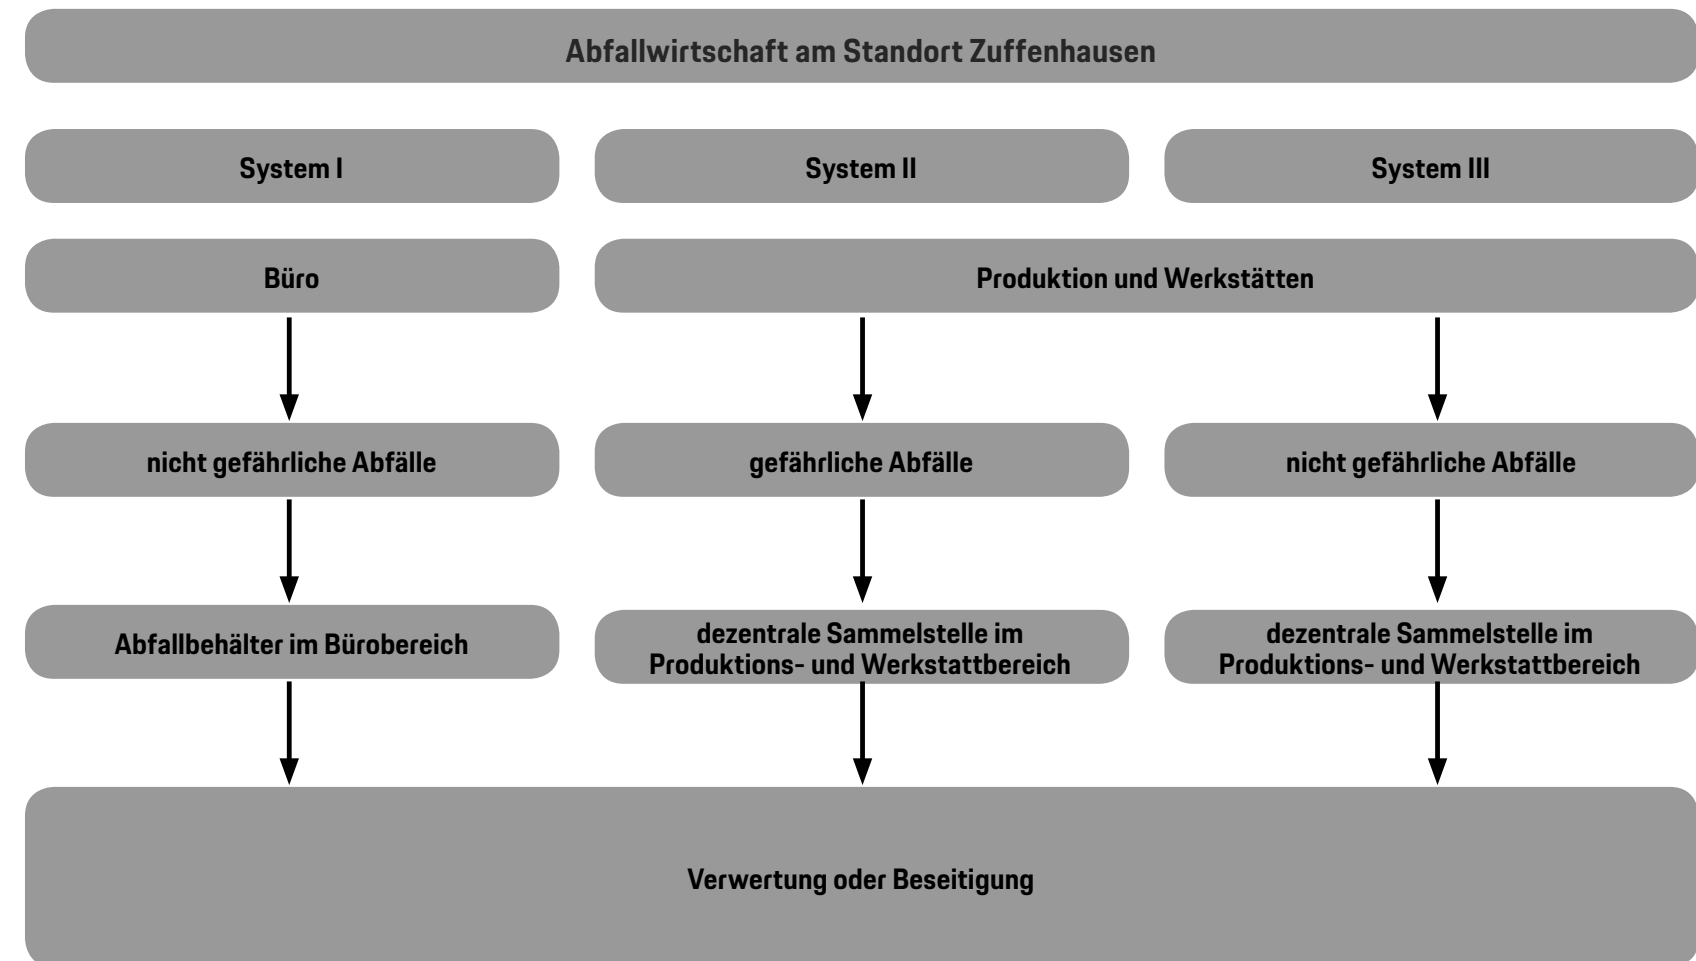 Abfallwirtschaft am Standort Zuffenhausen
System I
System II
System III
Büro
Produktion und Werkstätten
nicht gefährliche Abfälle
gefährliche Abfälle
nicht gefährliche Abfälle
Abfallbehälter im Bürobereich
dezentrale Sammelstelle im
Produktions- und Werkstattbereich
dezentrale Sammelstelle im
Produktions- und Werkstattbereich
Verwertung oder Beseitigung